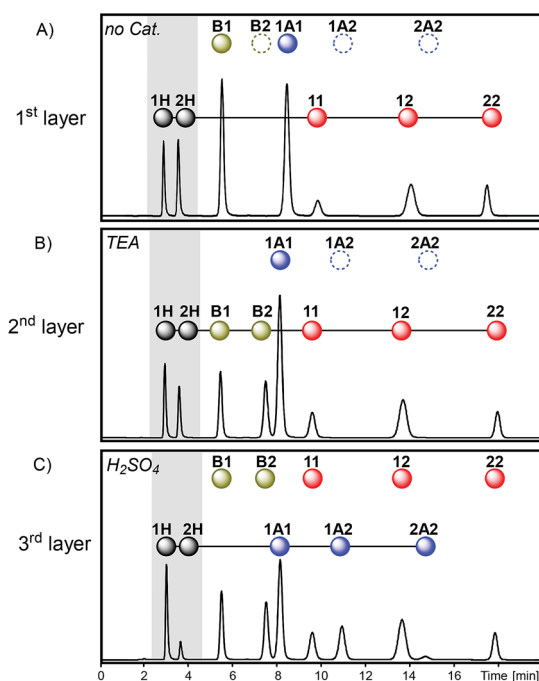 A)
no Cat.
B1 B2 1A1 1A2 2A2
1H 2H 11 12 22
1st layer
B)
TEA
1A1 1A2 2A2
1H 2H B1 B2 11 12 22
2nd layer
C)
H2SO4
B1 B2 11 12 22
1H 2H 1A1 1A2 2A2
3rd layer
0 2 4 6 8 10 12 14 16 Time [min]